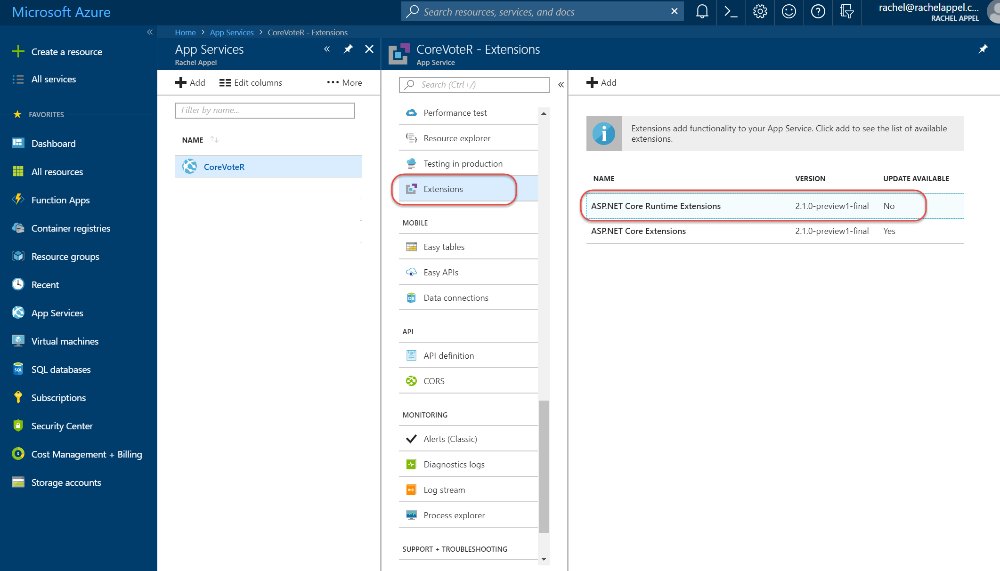 Microsoft Azure
Search resources, services, and docs
rachel@rachelappel.c...
RACHEL APPEL
Create a resource
All services
FAVORITES
Dashboard
All resources
Function Apps
Container registries
Resource groups
Recent
App Services
Virtual machines
SQL databases
Subscriptions
Security Center
Cost Management + Billing
Storage accounts
Home > App Services > CoreVoteR - Extensions
App Services
Rachel Appel
Add Edit columns ••• More
Filter by name...
NAME
CoreVoteR
CoreVoteR - Extensions
App Service
Search (Ctrl+/)
Performance test
Resource explorer
Testing in production
Extensions
MOBILE
Easy tables
Easy APIs
DB
Data connections
API
API definition
CORS
MONITORING
Alerts (Classic)
Diagnostics logs
Log stream
Process explorer
SUPPORT + TROUBLESHOOTING
Add
Extensions add functionality to your App Service. Click add to see the list of available
extensions.
NAME VERSION UPDATE AVAILABLE
ASP.NET Core Runtime Extensions 2.1.0-preview1-final No
ASP.NET Core Extensions 2.1.0-preview1-final Yes